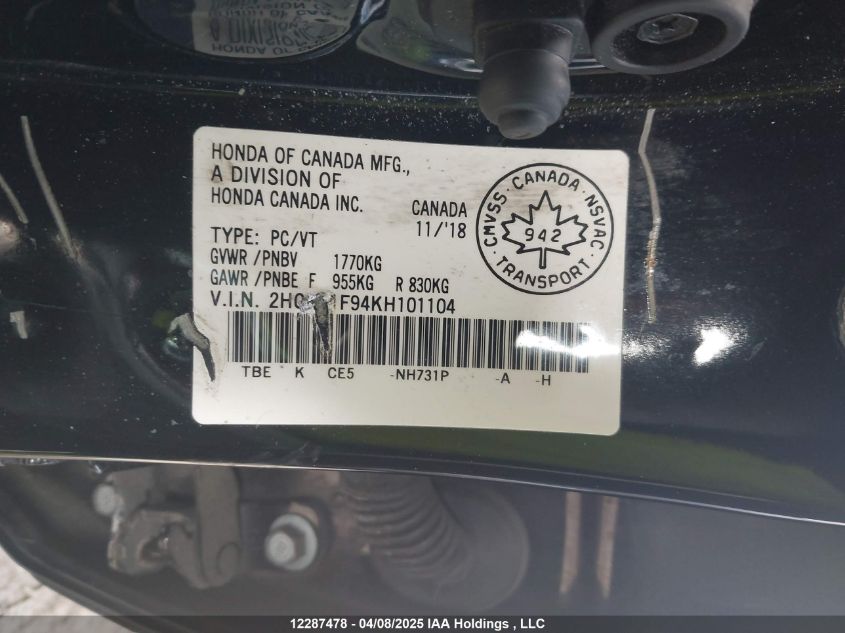 HONDA OF CANADA MFG.,
A DIVISION OF
HONDA CANADA INC.
CANADA
11/'18
TYPE: PC/VT
GVWR /PNBV 1770KG
GAWR /PNBE F 955KG R 830KG
V.I.N.
CMVSS · CANADA · NSVAC
942
TRANSPORT
TBE K CE5 -NH731P -A -H
12287478 - 04/08/2025 IAA Holdings , LLC